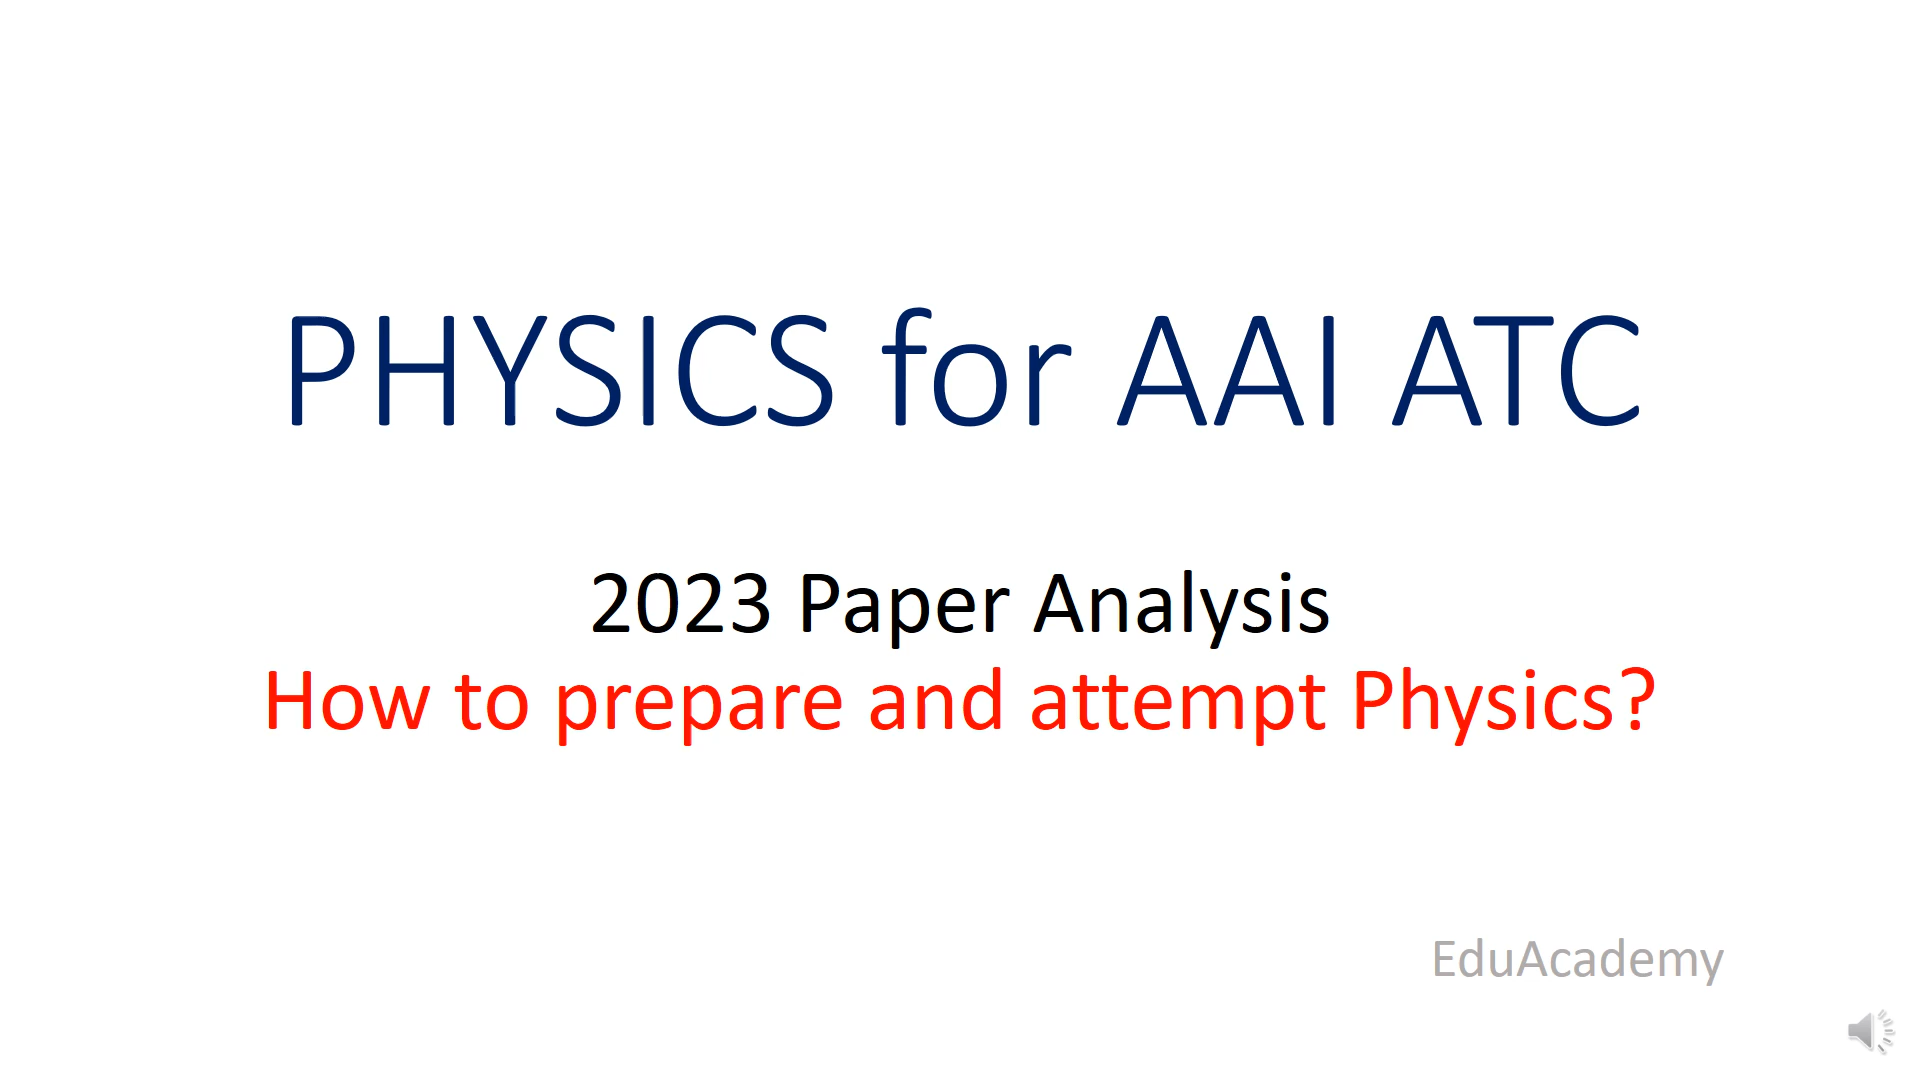 PHYSICS for AAI ATC
2023 Paper Analysis
How to prepare and attempt Physics?
EduAcademy